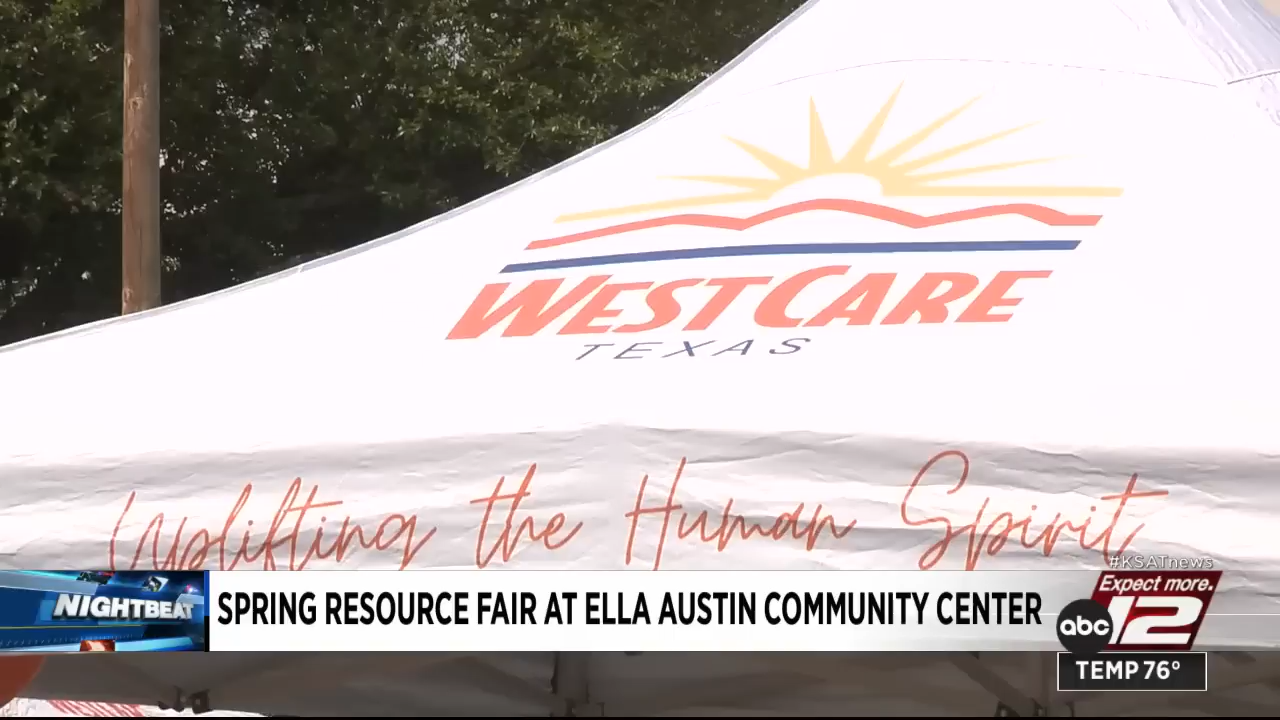 WESTCARE
TEXAS
Uplifting the Human Spirit
#KSATnews
NIGHTBEAT
SPRING RESOURCE FAIR AT ELLA AUSTIN COMMUNITY CENTER
Expect more.
abc 12
TEMP 76°